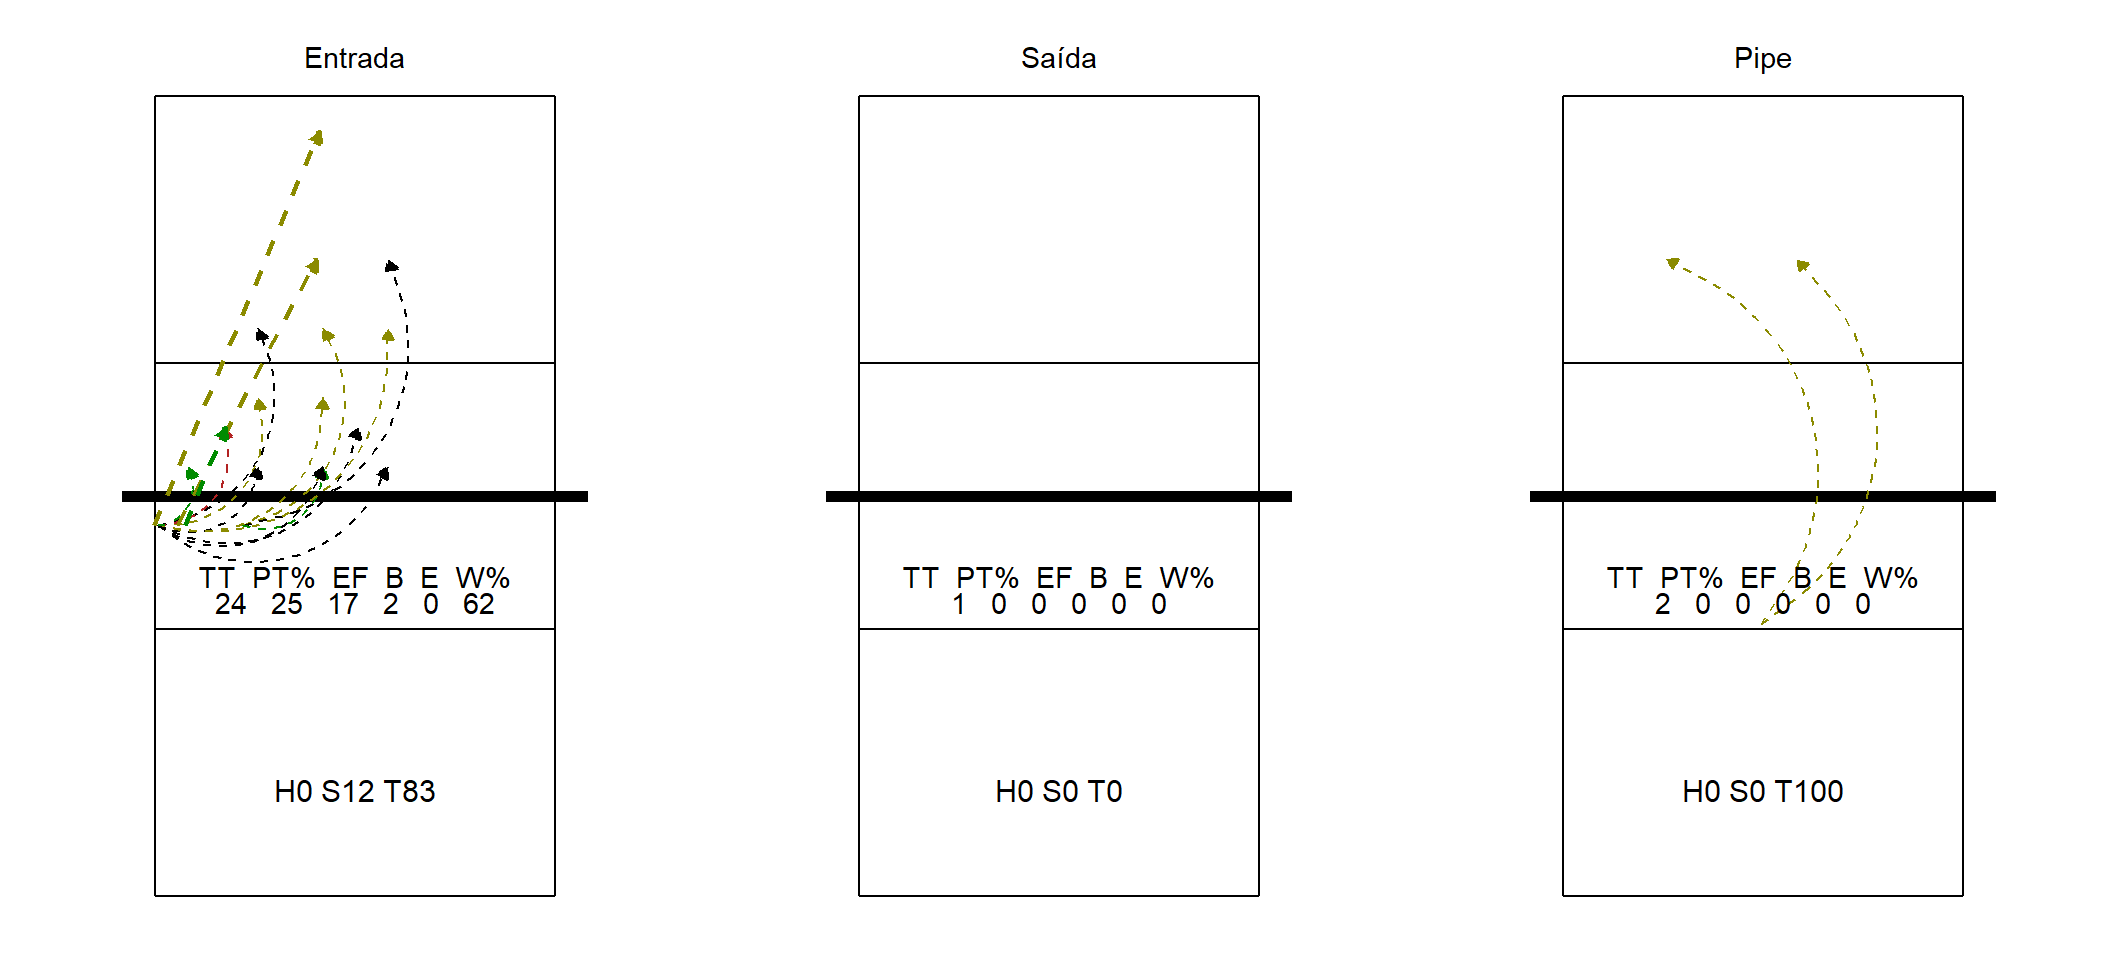 Entrada
TT PT% EF B E W%
24 25 17 2 0 62
H0 S12 T83
Saída
TT PT% EF B E W%
1 0 0 0 0 0
H0 S0 T0
Pipe
TT PT% EF B E W%
2 0 0 0 0 0
H0 S0 T100